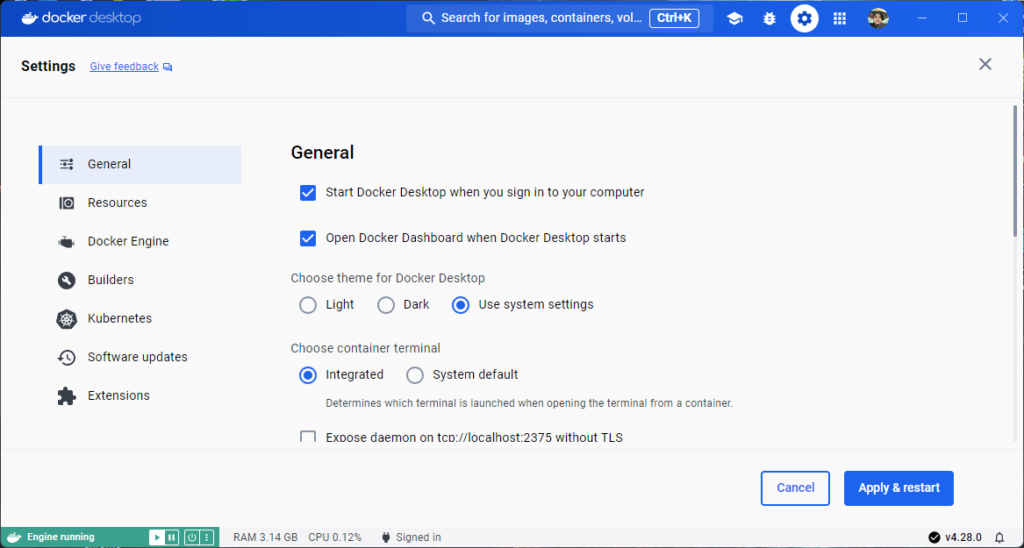 docker desktop
Search for images, containers, vol... Ctrl+K
Settings Give feedback
General
Resources
Docker Engine
Builders
Kubernetes
Software updates
Extensions
General
Start Docker Desktop when you sign in to your computer
Open Docker Dashboard when Docker Desktop starts
Choose theme for Docker Desktop
Light Dark Use system settings
Choose container terminal
Integrated System default
Determines which terminal is launched when opening the terminal from a container.
Expose daemon on tcp://localhost:2375 without TLS
Cancel Apply & restart
Engine running RAM 3.14 GB CPU 0.12% Signed in v4.28.0